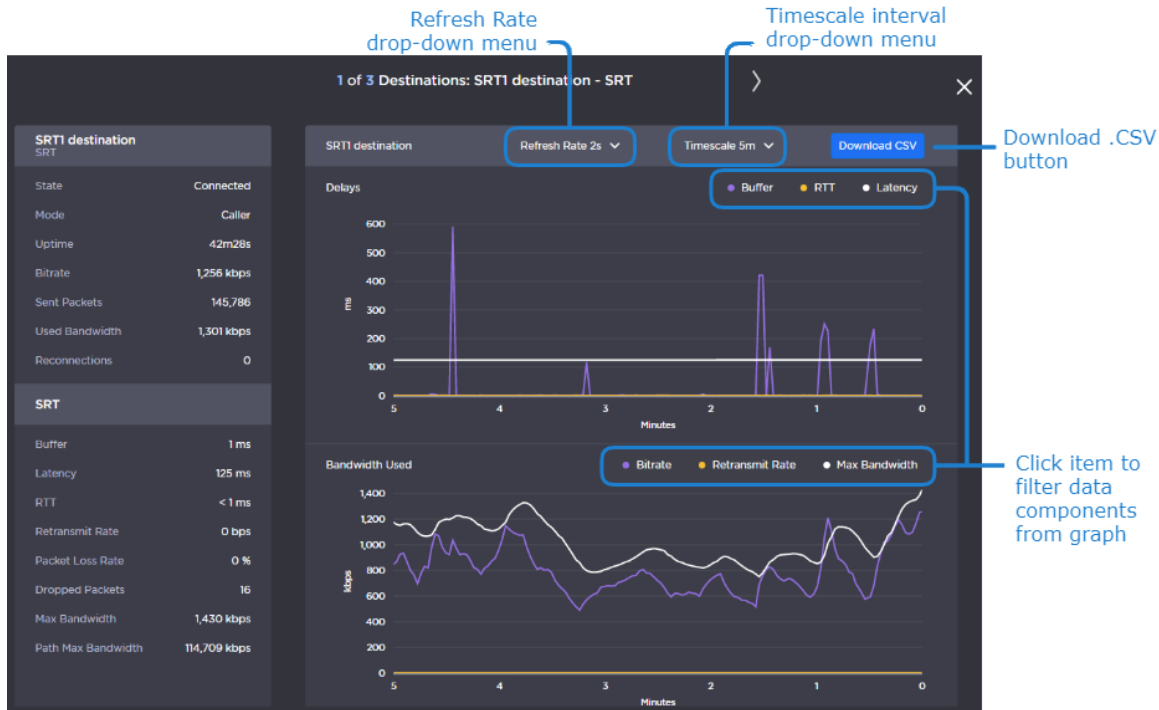 Refresh Rate
drop-down menu
Timescale interval
drop-down menu
1 of 3 Destinations: SRT1 destination - SRT
SRT1 destination
SRT
State Connected
Mode Caller
Uptime 42m28s
Bitrate 1,256 kbps
Sent Packets 145,786
Used Bandwidth 1,301 kbps
Reconnections 0
SRT
Buffer 1 ms
Latency 125 ms
RTT < 1 ms
Retransmit Rate 0 bps
Packet Loss Rate 0 %
Dropped Packets 16
Max Bandwidth 1,430 kbps
Path Max Bandwidth 114,709 kbps
SRT1 destination Refresh Rate 2s Timescale 5m Download CSV
Delays Buffer RTT Latency
600
500
400
300
200
100
0
ms
5 4 3 2 1 0
Minutes
Bandwidth Used Bitrate Retransmit Rate Max Bandwidth
1,400
1,200
1,000
800
600
400
200
0
kbps
5 4 3 2 1 0
Minutes
Download .CSV
button
Click item to
filter data
components
from graph